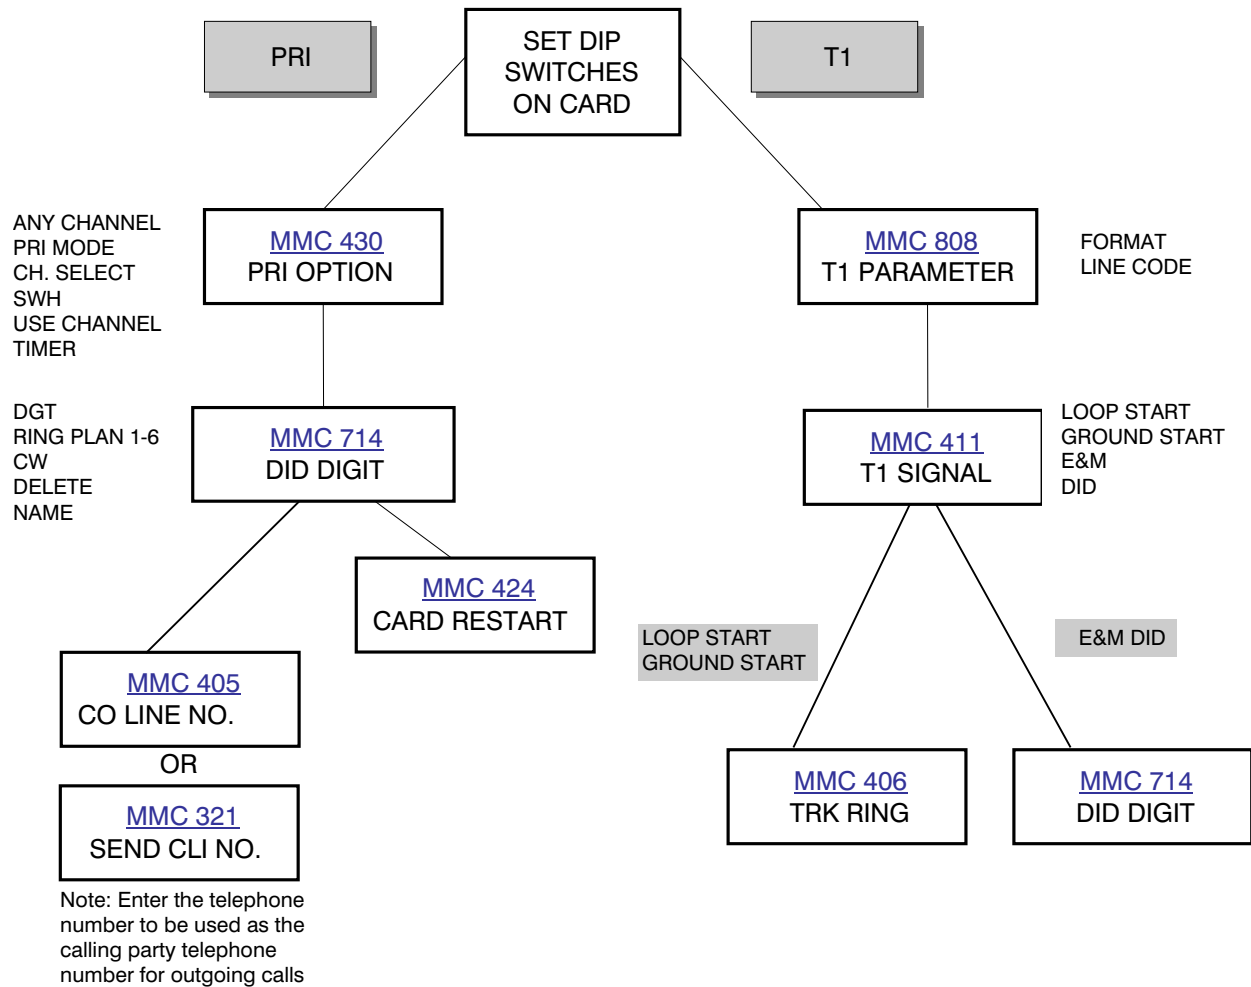 PRI
SET DIP
SWITCHES
ON CARD
T1
ANY CHANNEL
PRI MODE
CH. SELECT
SWH
USE CHANNEL
TIMER
MMC 430
PRI OPTION
MMC 808
T1 PARAMETER
FORMAT
LINE CODE
DGT
RING PLAN 1-6
CW
DELETE
NAME
MMC 714
DID DIGIT
MMC 411
T1 SIGNAL
LOOP START
GROUND START
E&M
DID
MMC 424
CARD RESTART
LOOP START
GROUND START
E&M DID
MMC 405
CO LINE NO.
OR
MMC 321
SEND CLI NO.
MMC 406
TRK RING
MMC 714
DID DIGIT
Note: Enter the telephone
number to be used as the
calling party telephone
number for outgoing calls